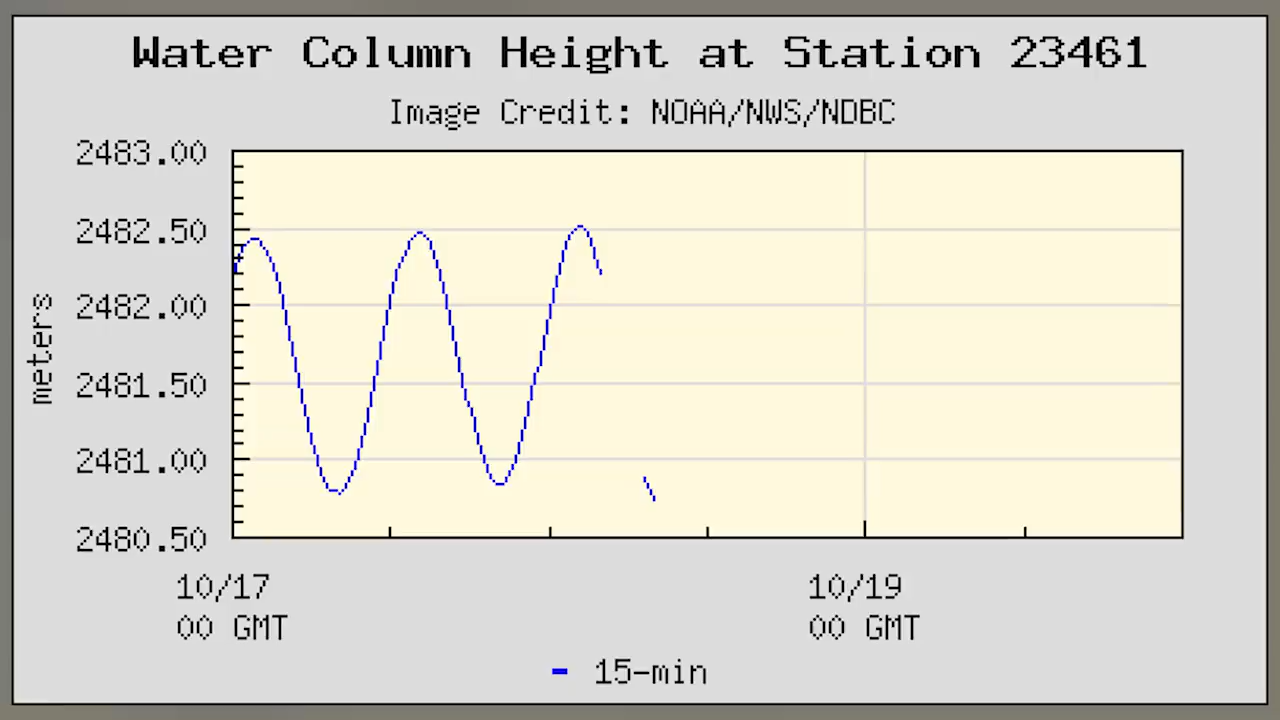 Water Column Height at Station 23461
Image Credit: NOAA/NWS/NDBC
2483.00
2482.50
2482.00
2481.50
2481.00
2480.50
meters
10/17 10/19
00 GMT 00 GMT
15-min